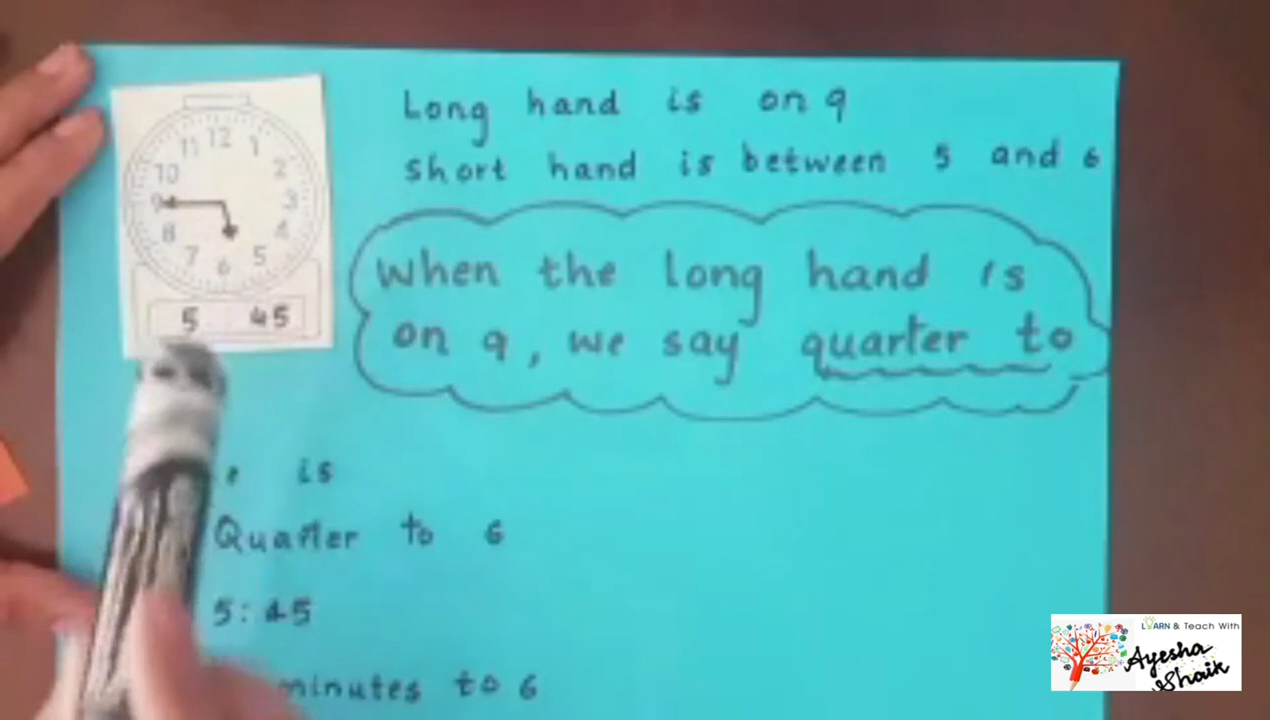 Long hand is on 9
Short hand is between 5 and 6
When the long hand is
on 9, we say quarter to
12
11 1
10 2
9 3
8 4
7 5
6
5 45
is
Quarter to 6
5:45
minutes to 6
LEARN & Teach With
Ayesha
Shaik